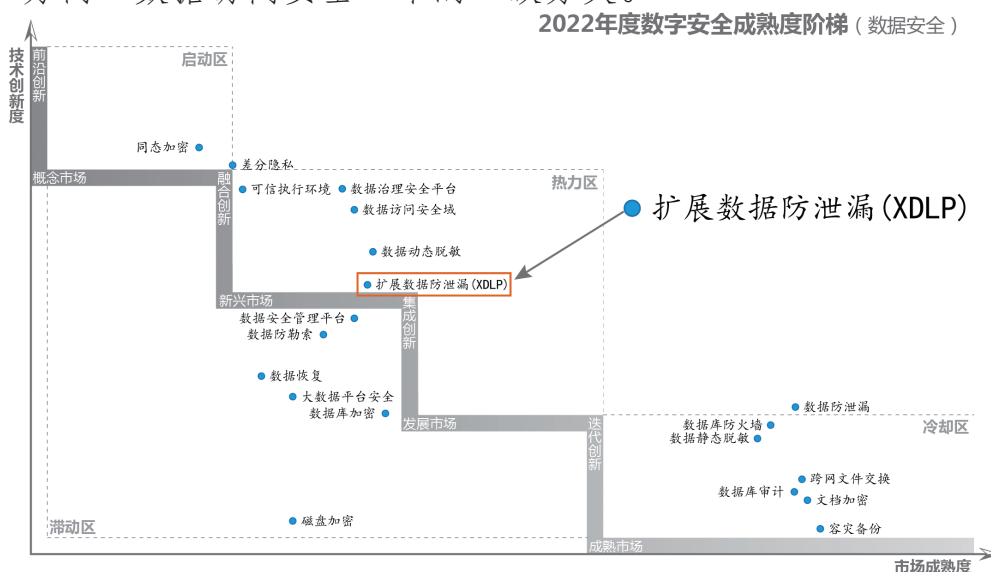 2022年度数字安全成熟度阶梯（数据安全）
技术创新度
前沿创新
启动区
同态加密
差分隐私
概念市场
融合创新
可信执行环境
数据治理安全平台
热力区
数据访问安全域
扩展数据防泄漏(XDLP)
数据动态脱敏
扩展数据防泄漏(XDLP)
新兴市场
集成创新
数据安全管理平台
数据防勒索
数据恢复
大数据平台安全
数据库加密
数据防泄漏
发展市场
迭代创新
数据库防火墙
冷却区
数据静态脱敏
跨网文件交换
数据库审计
文档加密
滞动区
磁盘加密
容灾备份
成熟市场
市场成熟度